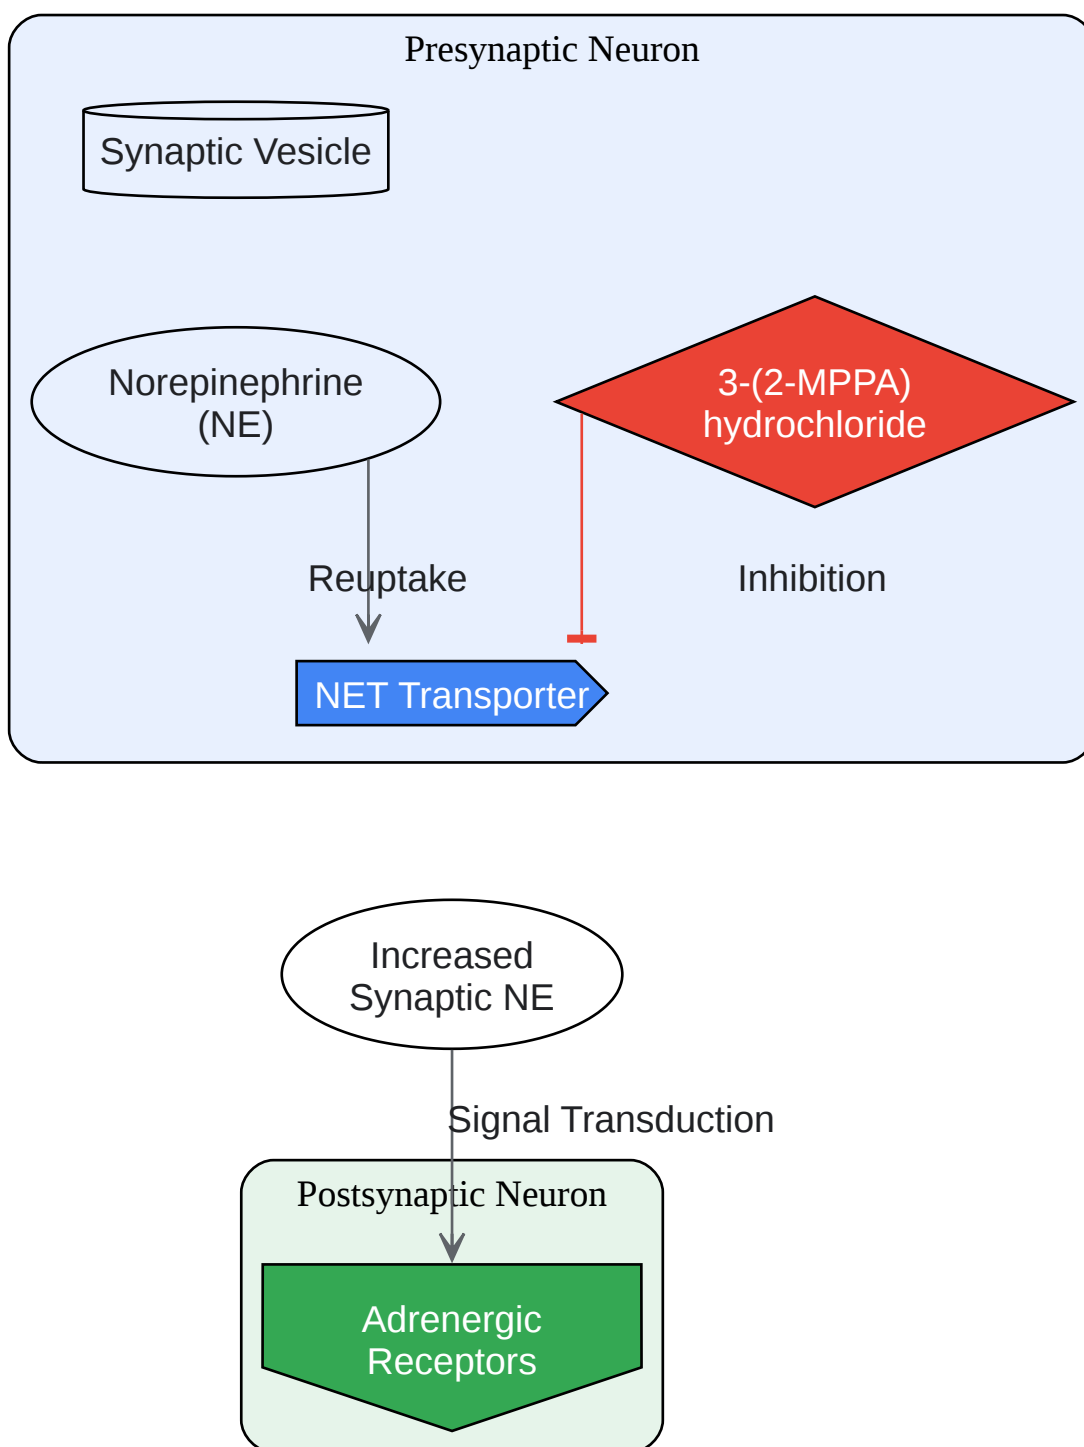 Presynaptic Neuron
Synaptic Vesicle
Norepinephrine
(NE)
3-(2-MPPA)
hydrochloride
Reuptake
Inhibition
NET Transporter
Increased
Synaptic NE
Signal Transduction
Postsynaptic Neuron
Adrenergic
Receptors